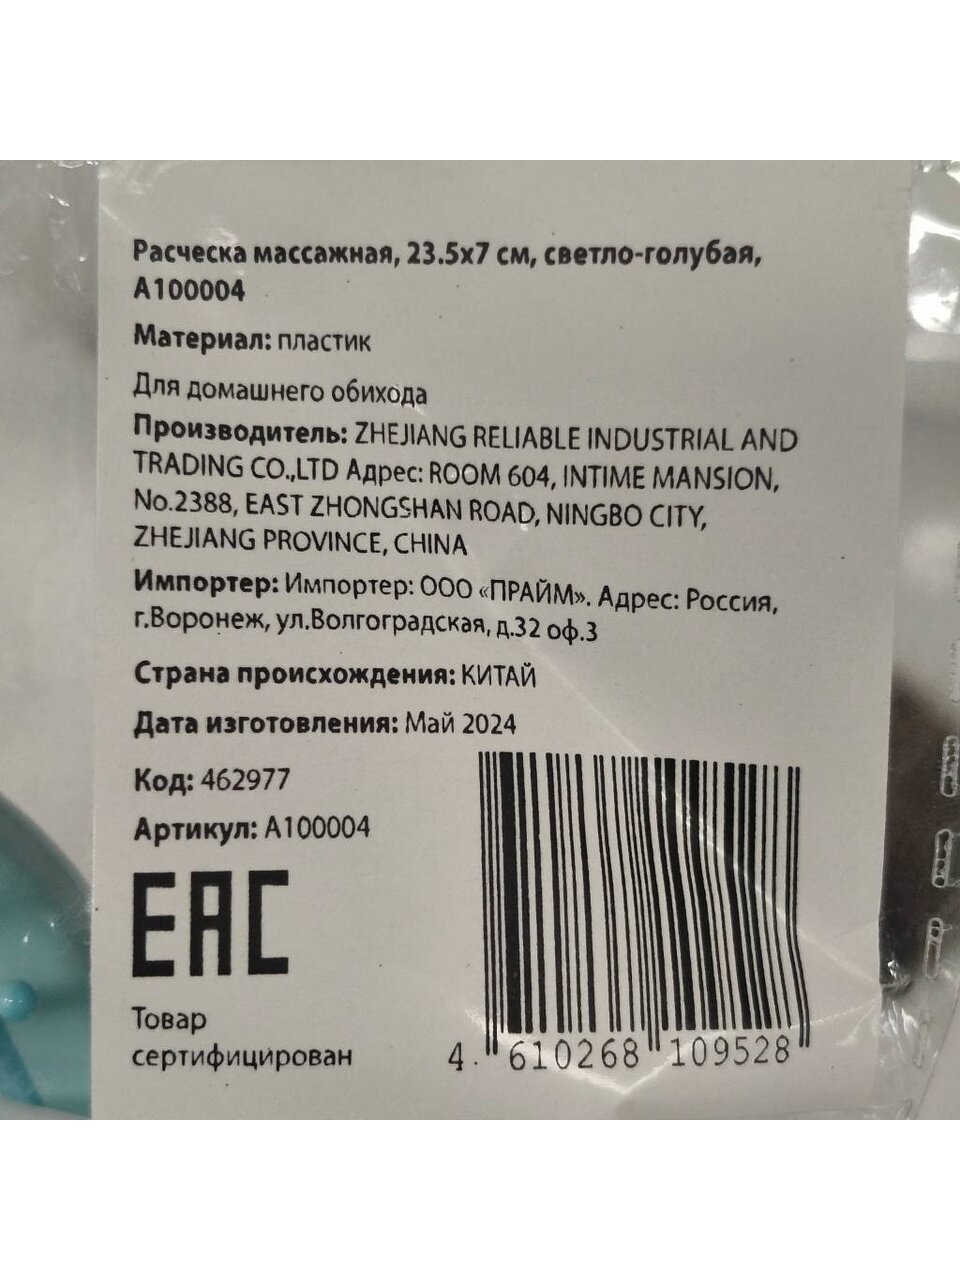 Расческа массажная, 23.5х7 см, светло-голубая,
А100004
Материал: пластик
Для домашнего обихода
Производитель: ZHEJIANG RELIABLE INDUSTRIAL AND
TRADING CO.,LTD Адрес: ROOM 604, INTIME MANSION,
No.2388, EAST ZHONGSHAN ROAD, NINGBO CITY,
ZHEJIANG PROVINCE, CHINA
Импортер: Импортер: ООО «ПРАЙМ». Адрес: Россия,
г.Воронеж, ул.Волгоградская, д.32 оф.3
Страна происхождения: КИТАЙ
Дата изготовления: Май 2024
Код: 462977
Артикул: А100004
EAC
Товар
сертифицирован
4 610268 109528